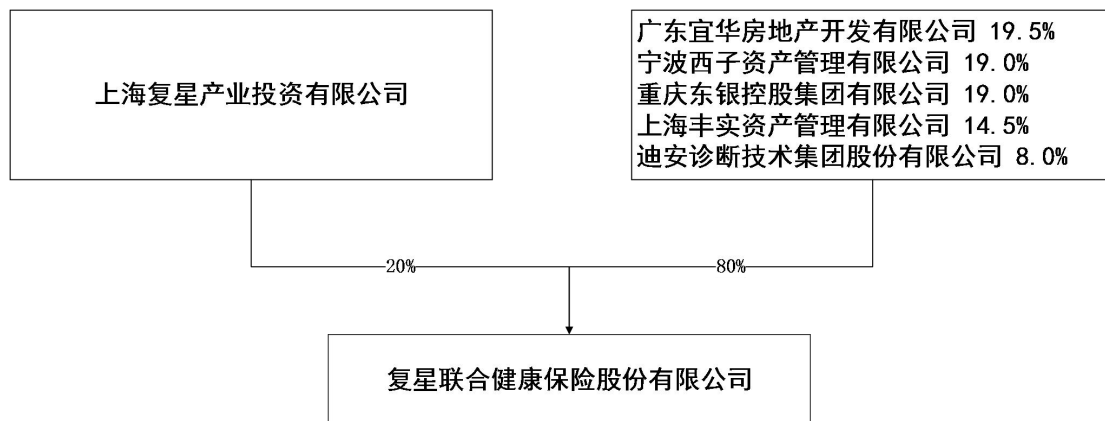 上海复星产业投资有限公司
广东宜华房地产开发有限公司 19.5%
宁波西子资产管理有限公司 19.0%
重庆东银控股集团有限公司 19.0%
上海丰实资产管理有限公司 14.5%
迪安诊断技术集团股份有限公司 8.0%
20%
80%
复星联合健康保险股份有限公司